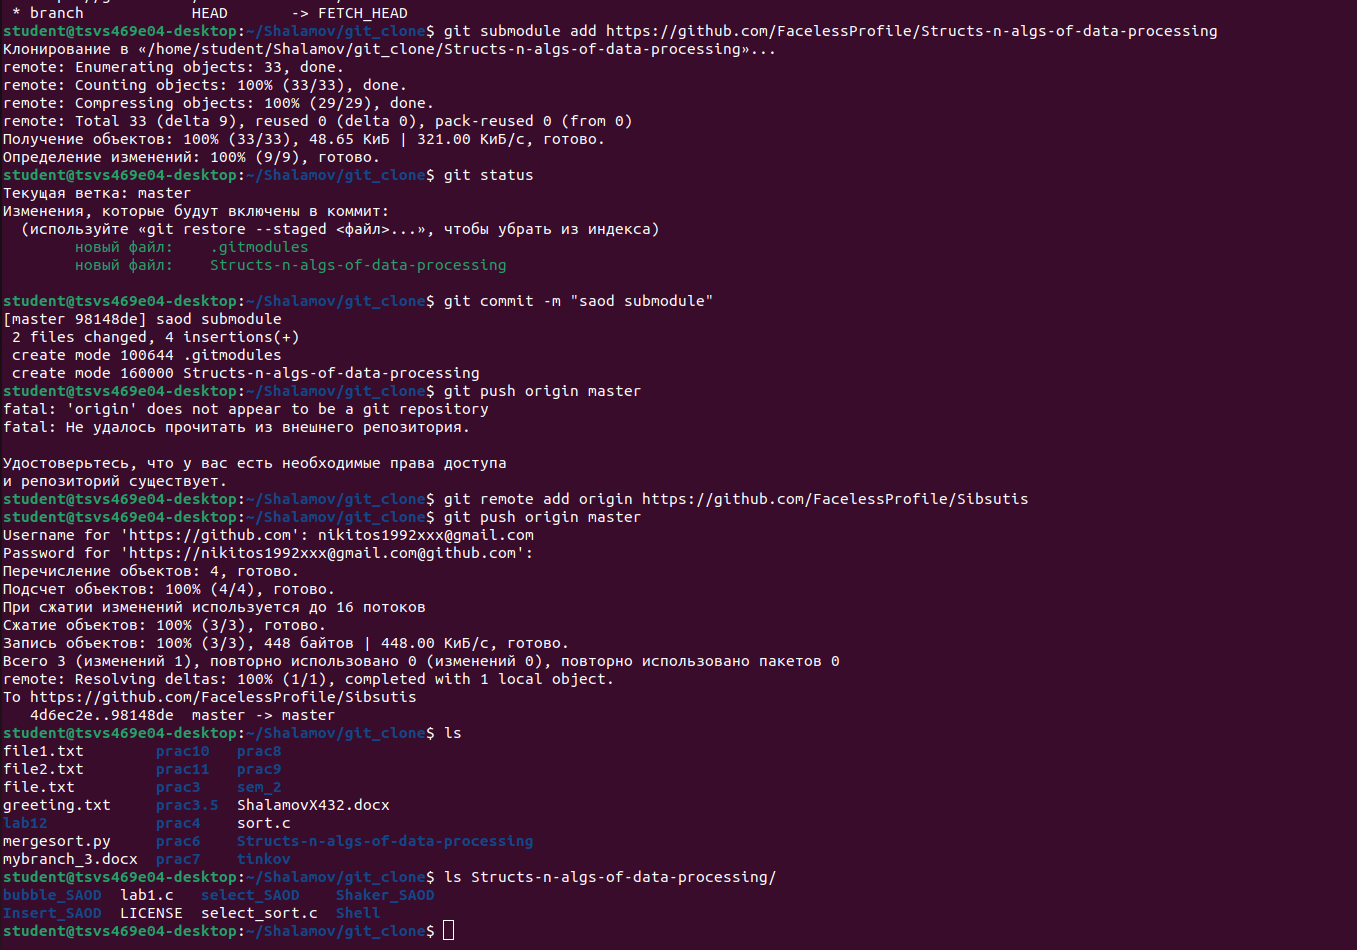 * branch            HEAD       -> FETCH_HEAD
student@tsvs469e04-desktop:~/Shalamov/git_clone$ git submodule add https://github.com/FacelessProfile/Structs-n-algs-of-data-processing
Клонирование в «/home/student/Shalamov/git_clone/Structs-n-algs-of-data-processing»...
remote: Enumerating objects: 33, done.
remote: Counting objects: 100% (33/33), done.
remote: Compressing objects: 100% (29/29), done.
remote: Total 33 (delta 9), reused 0 (delta 0), pack-reused 0 (from 0)
Получение объектов: 100% (33/33), 48.65 КиБ | 321.00 КиБ/с, готово.
Определение изменений: 100% (9/9), готово.
student@tsvs469e04-desktop:~/Shalamov/git_clone$ git status
Текущая ветка: master
Изменения, которые будут включены в коммит:
  (используйте «git restore --staged <файл>...», чтобы убрать из индекса)
        новый файл:    .gitmodules
        новый файл:    Structs-n-algs-of-data-processing
student@tsvs469e04-desktop:~/Shalamov/git_clone$ git commit -m "saod submodule"
[master 98148de] saod submodule
 2 files changed, 4 insertions(+)
 create mode 100644 .gitmodules
 create mode 160000 Structs-n-algs-of-data-processing
student@tsvs469e04-desktop:~/Shalamov/git_clone$ git push origin master
fatal: 'origin' does not appear to be a git repository
fatal: Не удалось прочитать из внешнего репозитория.
Удостоверьтесь, что у вас есть необходимые права доступа
и репозиторий существует.
student@tsvs469e04-desktop:~/Shalamov/git_clone$ git remote add origin https://github.com/FacelessProfile/Sibsutis
student@tsvs469e04-desktop:~/Shalamov/git_clone$ git push origin master
Username for 'https://github.com': nikitos1992xxx@gmail.com
Password for 'https://nikitos1992xxx@gmail.com@github.com':
Перечисление объектов: 4, готово.
Подсчет объектов: 100% (4/4), готово.
При сжатии изменений используется до 16 потоков
Сжатие объектов: 100% (3/3), готово.
Запись объектов: 100% (3/3), 448 байтов | 448.00 КиБ/с, готово.
Всего 3 (изменений 1), повторно использовано 0 (изменений 0), повторно использовано пакетов 0
remote: Resolving deltas: 100% (1/1), completed with 1 local object.
To https://github.com/FacelessProfile/Sibsutis
   4d6ec2e..98148de  master -> master
student@tsvs469e04-desktop:~/Shalamov/git_clone$ ls
file1.txt        prac10   prac8
file2.txt        prac11   prac9
file.txt         prac3    sem_2
greeting.txt     prac3.5  ShalamovX432.docx
lab12            prac4    sort.c
mergesort.py     prac6    Structs-n-algs-of-data-processing
mybranch_3.docx  prac7    tinkov
student@tsvs469e04-desktop:~/Shalamov/git_clone$ ls Structs-n-algs-of-data-processing/
bubble_SAOD  lab1.c   select_SAOD    Shaker_SAOD
Insert_SAOD  LICENSE  select_sort.c  Shell
student@tsvs469e04-desktop:~/Shalamov/git_clone$